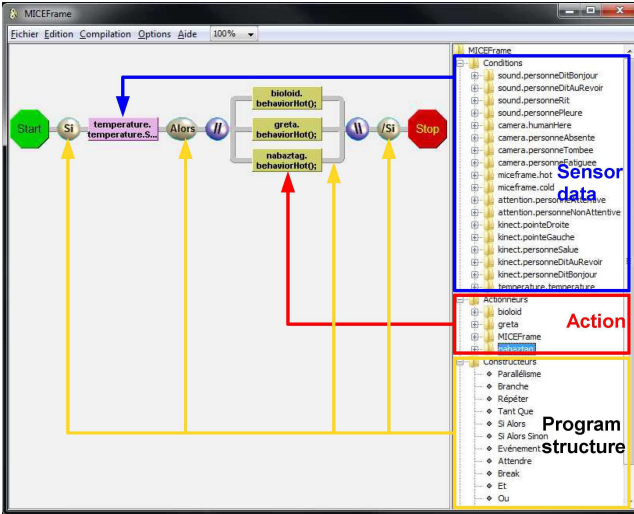 MICEFrame
Fichier Edition Compilation Options Aide 100%
Start
Si
temperature.
temperature.S...
Alors
//
bioloid.
behaviorHot();
greta.
behaviorHot();
nabaztag.
behaviorHot();
\\
/Si
Stop
MICEFrame
Conditions
sound.personneDitBonjour
sound.personneDitAuRevoir
sound.personneRit
sound.personnePleure
camera.humanHere
camera.personneAbsente
camera.personneTombee
camera.personneFatiguee
miceframe.hot
miceframe.cold
attention.personneAttentive
attention.personneNonAttentive
kinect.pointeDroite
kinect.pointeGauche
kinect.personneSalue
kinect.personneDitAuRevoir
kinect.personneDitBonjour
temperature.temperature
Sensor
data
Actionneurs
bioloid
greta
MICEFrame
nabaztag
Action
Constructeurs
Parallélisme
Branche
Répéter
Tant Que
Si Alors
Si Alors Sinon
Evénement
Attendre
Break
Et
Ou
Program
structure